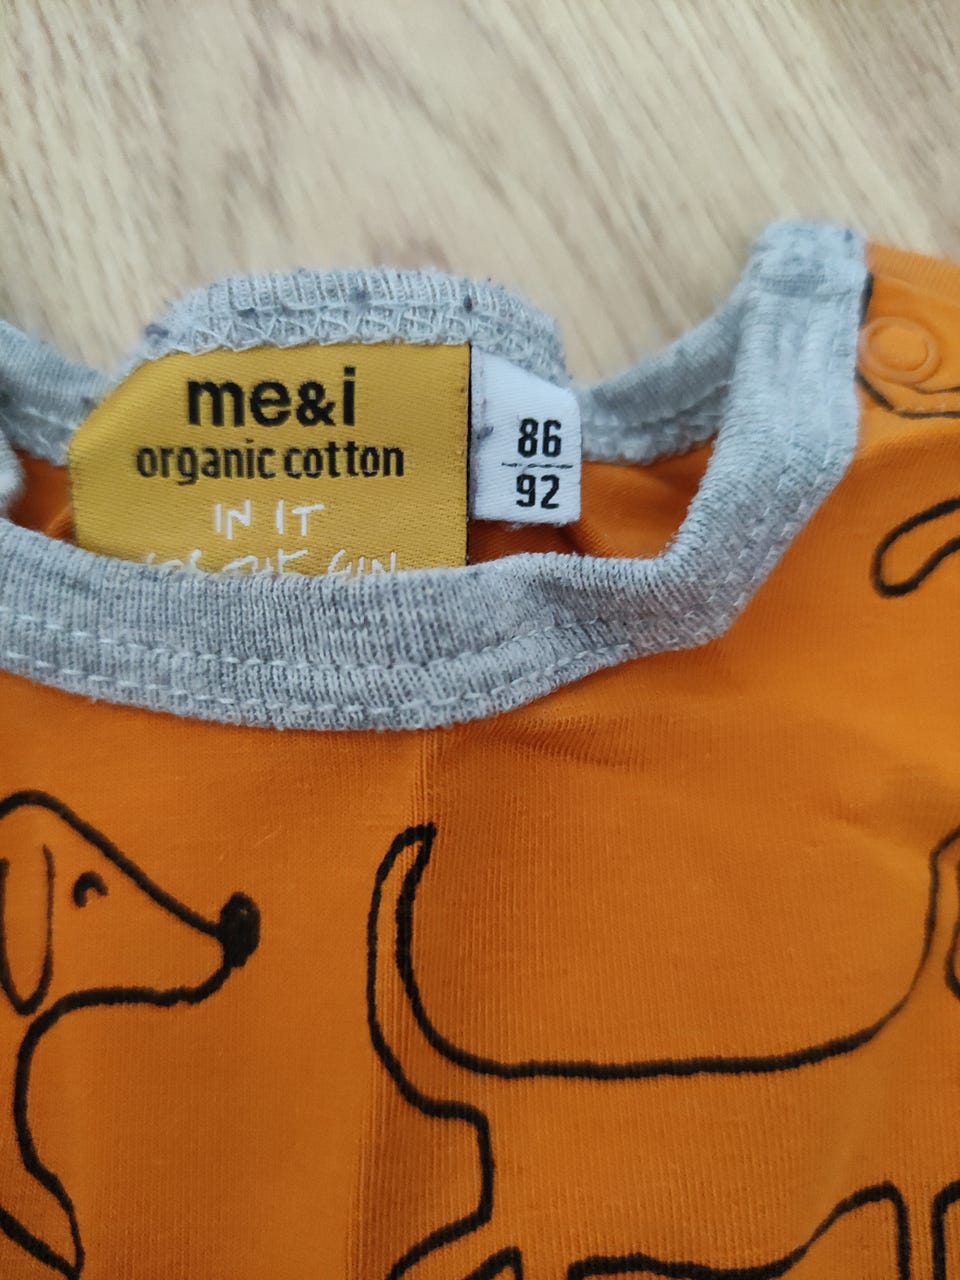 me&i
organic cotton
IN IT
86
92